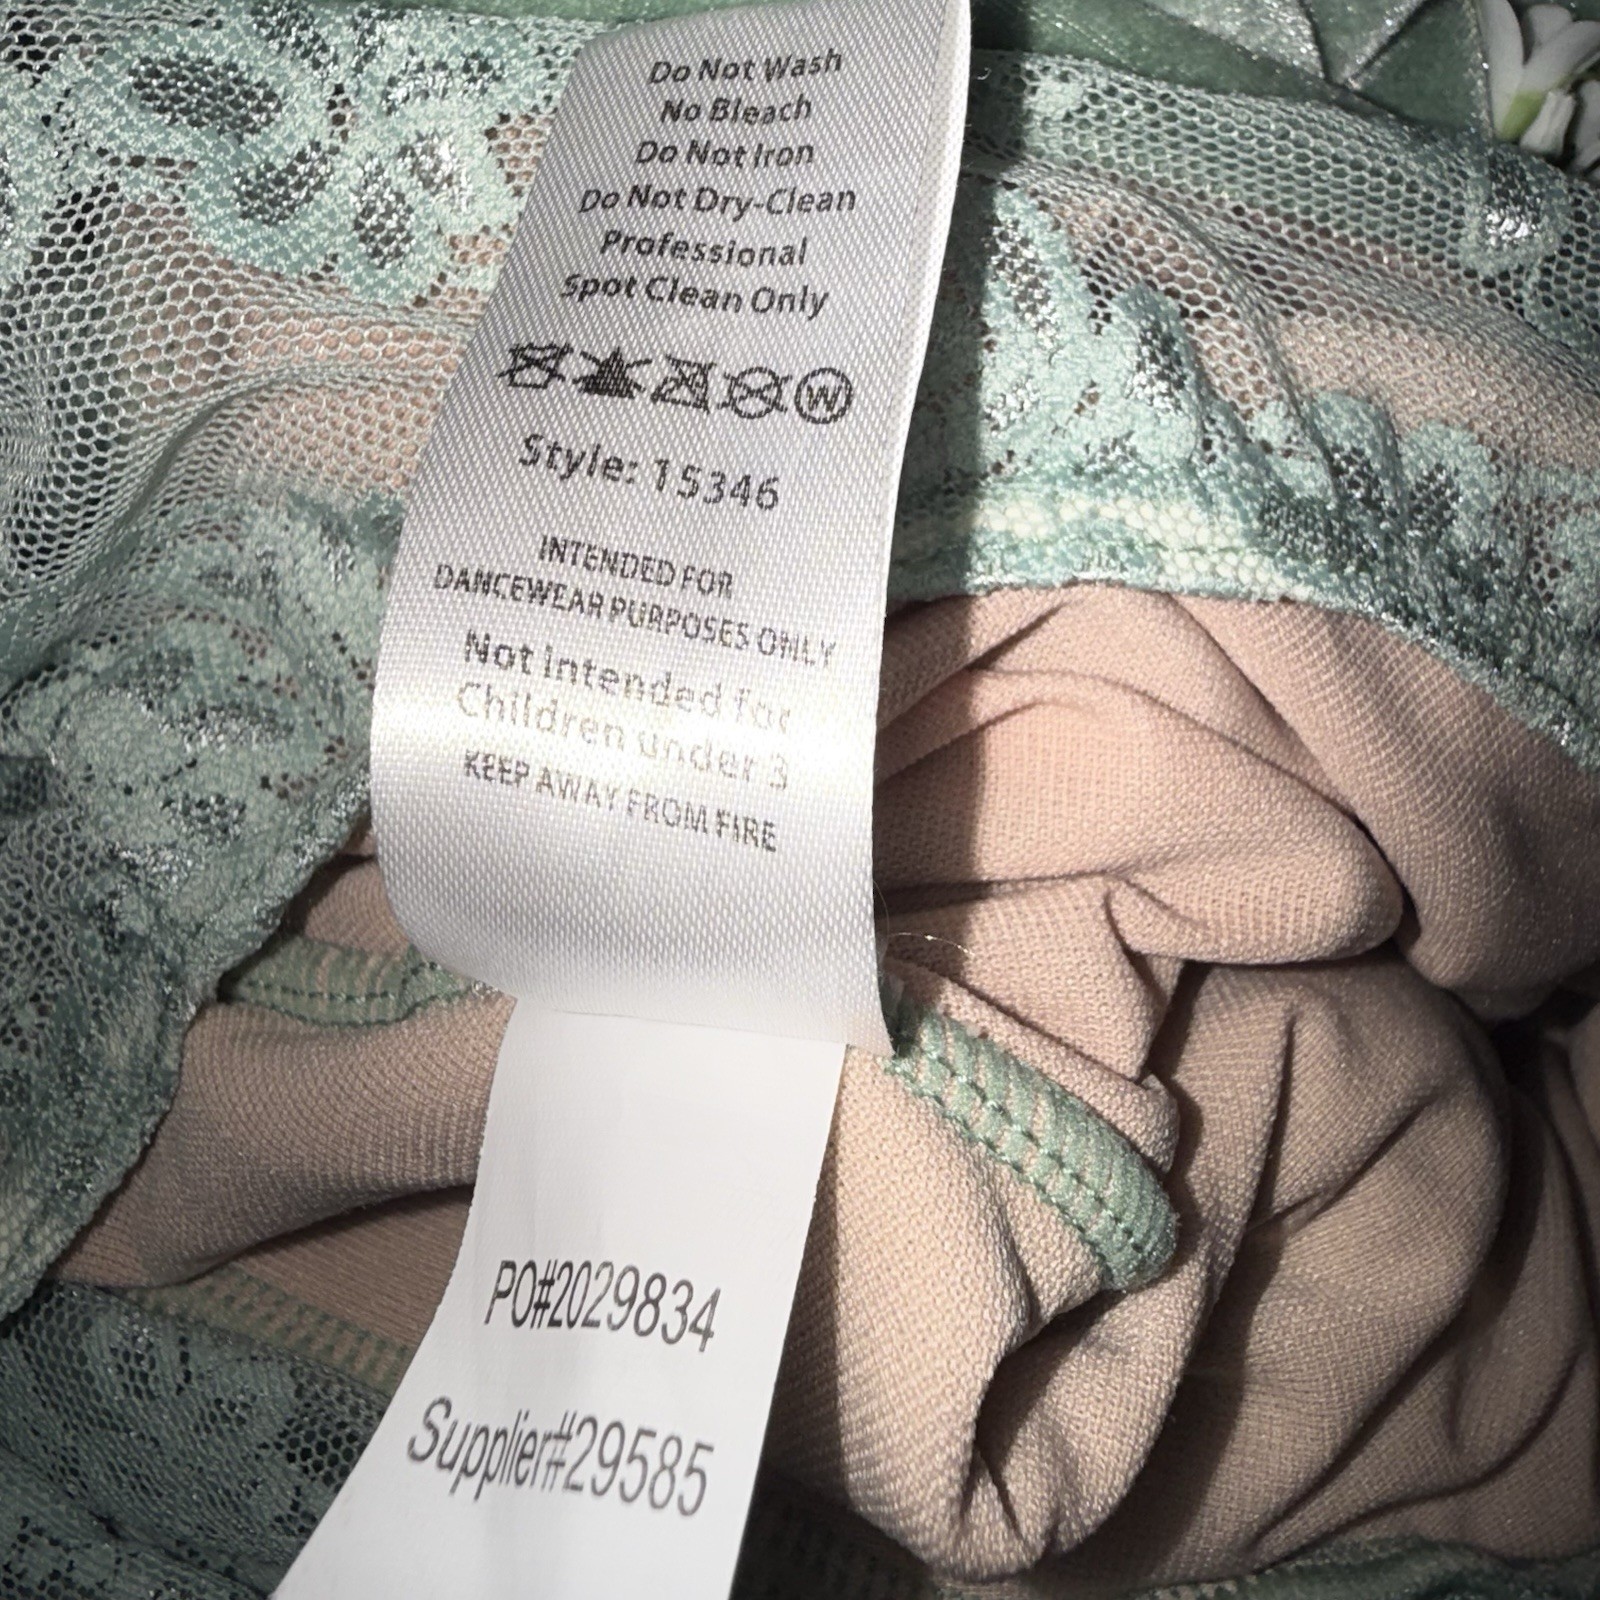 Do Not Wash
No Bleach
Do Not Iron
Do Not Dry-Clean
Professional
Spot Clean Only
W
Style: 15346
INTENDED FOR
DANCEWEAR PURPOSES ONLY
Not Intended for
Children under 3
KEEP AWAY FROM FIRE
PO#2029834
Supplier#29585